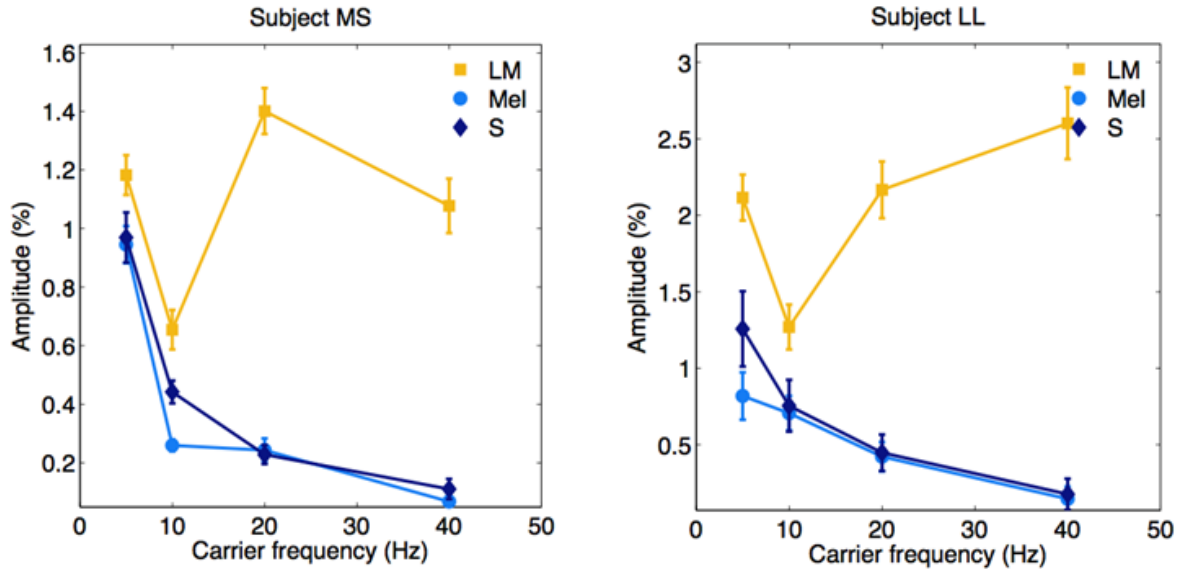 Subject MS
1.6
1.4
1.2
1
0.8
0.6
0.4
0.2
Amplitude (%)
LM
Mel
S
0 10 20 30 40 50
Carrier frequency (Hz)
Subject LL
3
2.5
2
1.5
1
0.5
Amplitude (%)
LM
Mel
S
0 10 20 30 40 50
Carrier frequency (Hz)